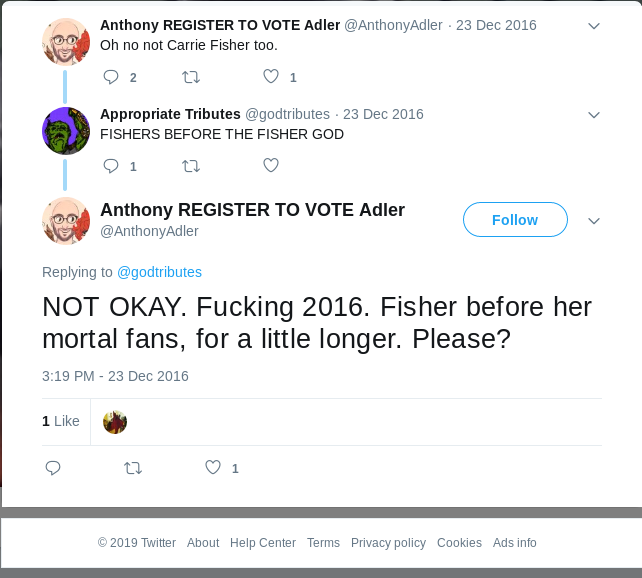 Anthony REGISTER TO VOTE Adler @AnthonyAdler · 23 Dec 2016
Oh no not Carrie Fisher too.
2 1
Appropriate Tributes @godtributes · 23 Dec 2016
FISHERS BEFORE THE FISHER GOD
1
Anthony REGISTER TO VOTE Adler
@AnthonyAdler
Follow
Replying to @godtributes
NOT OKAY. Fucking 2016. Fisher before her
mortal fans, for a little longer. Please?
3:19 PM - 23 Dec 2016
1 Like
1
© 2019 Twitter About Help Center Terms Privacy policy Cookies Ads info